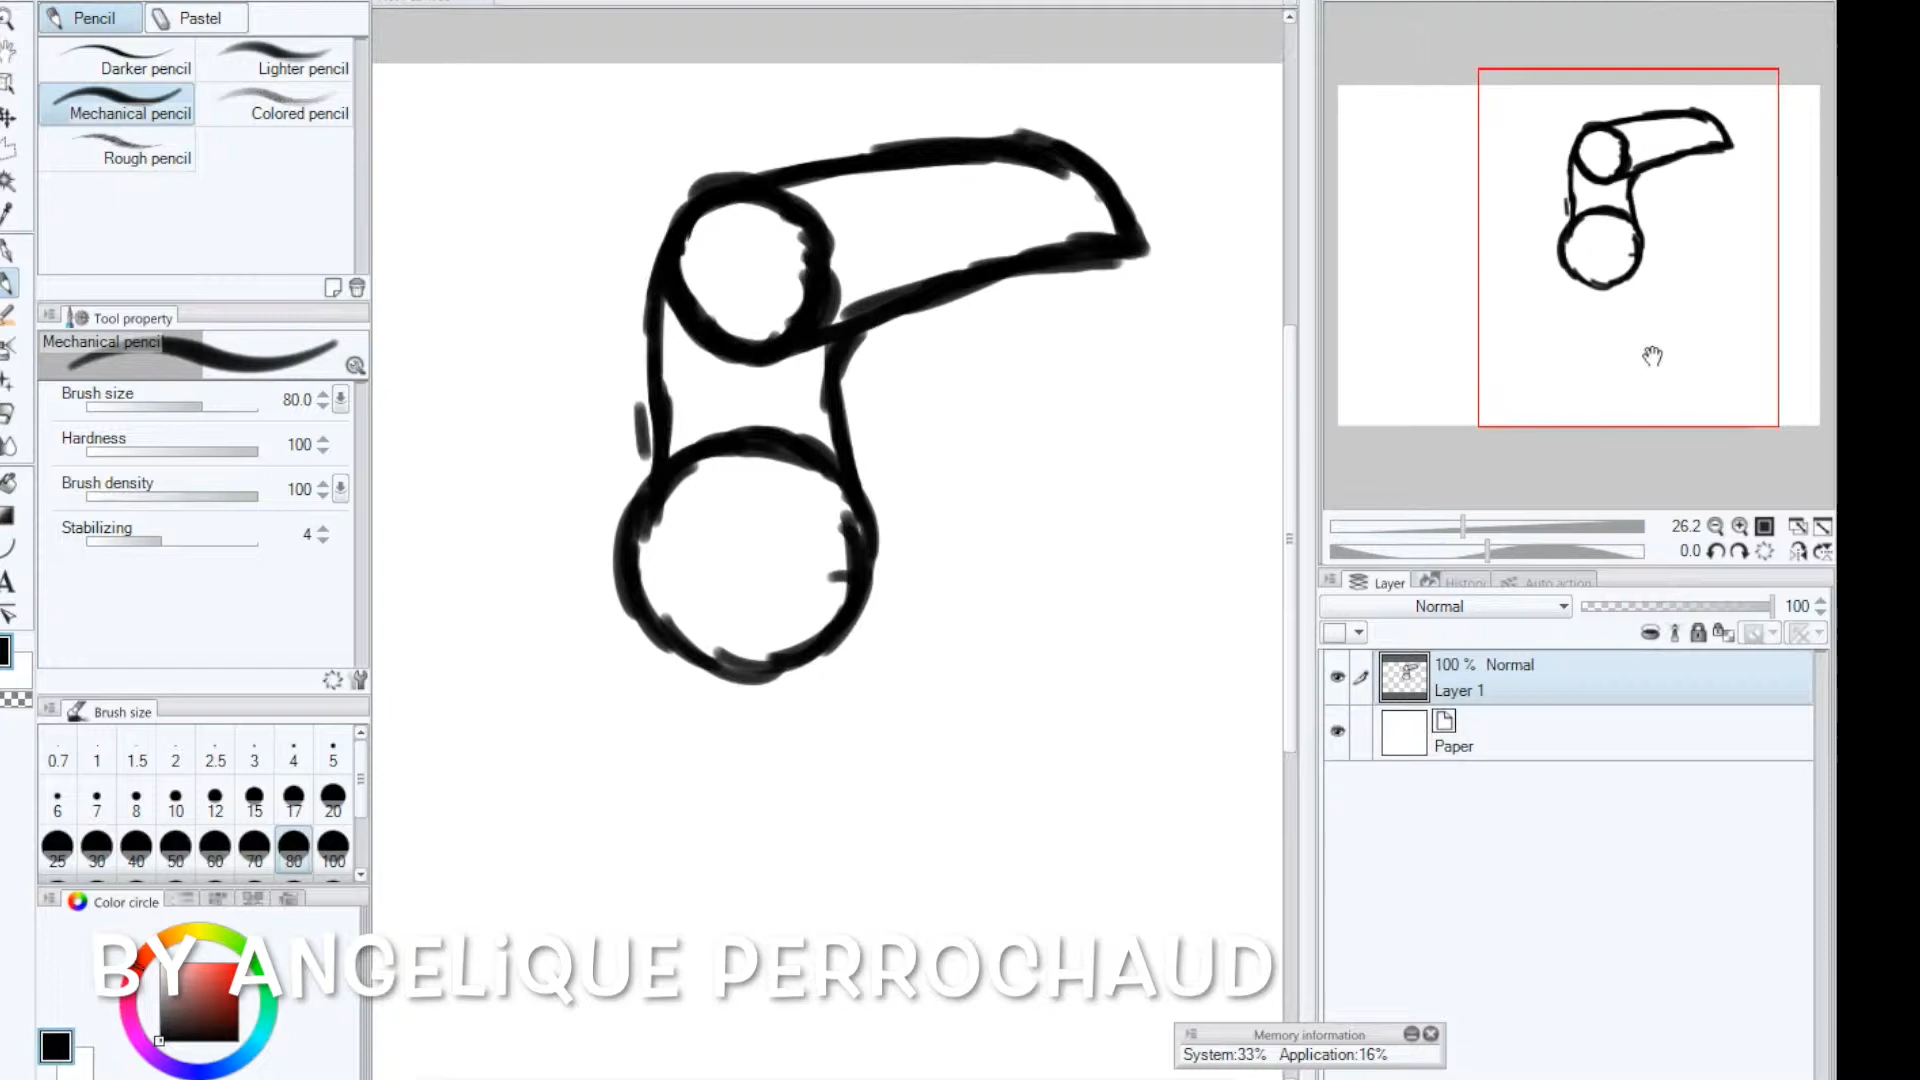 Pencil
Pastel
Darker pencil
Lighter pencil
Mechanical pencil
Colored pencil
Rough pencil
Tool property
Mechanical pencil
Brush size 80.0
Hardness 100
Brush density 100
Stabilizing 4
Brush size
0.7 1 1.5 2 2.5 3 4 5
6 7 8 10 12 15 17 20
25 30 40 50 60 70 80 100
Color circle
BY ANGELIQUE PERROCHAUD
26.2
0.0
Layer
History
Auto action
Normal 100
100 % Normal
Layer 1
Paper
Memory information
System:33% Application:16%